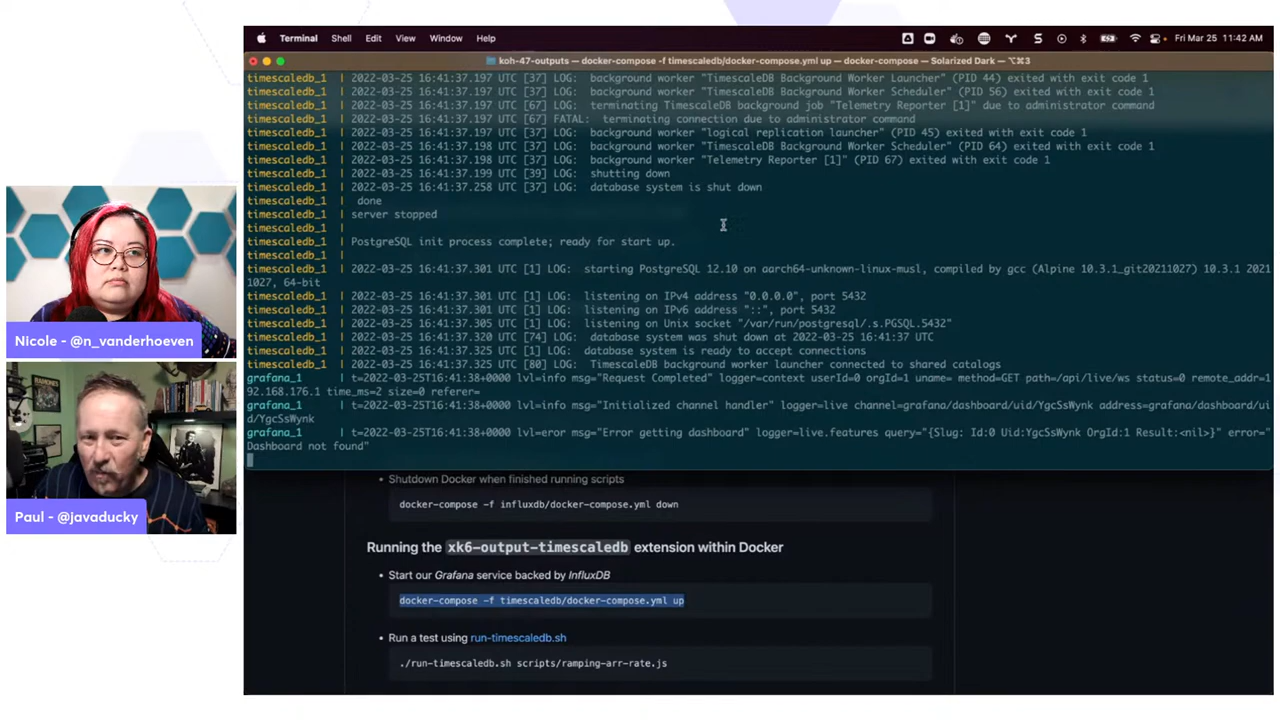 Terminal Shell Edit View Window Help Fri Mar 25 11:42 AM
koh-47-outputs — docker-compose -f timescaledb/docker-compose.yml up — docker-compose — Solarized Dark — ⌥⌘3
timescaledb_1 | 2022-03-25 16:41:37.197 UTC [37] LOG: background worker "TimescaleDB Background Worker Launcher" (PID 44) exited with exit code 1
timescaledb_1 | 2022-03-25 16:41:37.197 UTC [37] LOG: background worker "TimescaleDB Background Worker Scheduler" (PID 56) exited with exit code 1
timescaledb_1 | 2022-03-25 16:41:37.197 UTC [67] LOG: terminating TimescaleDB background job "Telemetry Reporter [1]" due to administrator command
timescaledb_1 | 2022-03-25 16:41:37.197 UTC [67] FATAL: terminating connection due to administrator command
timescaledb_1 | 2022-03-25 16:41:37.197 UTC [37] LOG: background worker "logical replication launcher" (PID 45) exited with exit code 1
timescaledb_1 | 2022-03-25 16:41:37.198 UTC [37] LOG: background worker "TimescaleDB Background Worker Scheduler" (PID 64) exited with exit code 1
timescaledb_1 | 2022-03-25 16:41:37.198 UTC [37] LOG: background worker "Telemetry Reporter [1]" (PID 67) exited with exit code 1
timescaledb_1 | 2022-03-25 16:41:37.199 UTC [39] LOG: shutting down
timescaledb_1 | 2022-03-25 16:41:37.258 UTC [37] LOG: database system is shut down
timescaledb_1 | done
timescaledb_1 | server stopped
timescaledb_1 |
timescaledb_1 | PostgreSQL init process complete; ready for start up.
timescaledb_1 |
timescaledb_1 | 2022-03-25 16:41:37.301 UTC [1] LOG: starting PostgreSQL 12.10 on aarch64-unknown-linux-musl, compiled by gcc (Alpine 10.3.1_git20211027) 10.3.1 2021
1027, 64-bit
timescaledb_1 | 2022-03-25 16:41:37.301 UTC [1] LOG: listening on IPv4 address "0.0.0.0", port 5432
timescaledb_1 | 2022-03-25 16:41:37.301 UTC [1] LOG: listening on IPv6 address "::", port 5432
timescaledb_1 | 2022-03-25 16:41:37.305 UTC [1] LOG: listening on Unix socket "/var/run/postgresql/.s.PGSQL.5432"
timescaledb_1 | 2022-03-25 16:41:37.320 UTC [74] LOG: database system was shut down at 2022-03-25 16:41:37 UTC
timescaledb_1 | 2022-03-25 16:41:37.325 UTC [1] LOG: database system is ready to accept connections
timescaledb_1 | 2022-03-25 16:41:37.325 UTC [80] LOG: TimescaleDB background worker launcher connected to shared catalogs
grafana_1 | t=2022-03-25T16:41:38+0000 lvl=info msg="Request Completed" logger=context userId=0 orgId=1 uname= method=GET path=/api/live/ws status=0 remote_addr=1
92.168.176.1 time_ms=2 size=0 referer=
grafana_1 | t=2022-03-25T16:41:38+0000 lvl=info msg="Initialized channel handler" logger=live channel=grafana/dashboard/uid/YgcSsWynk address=grafana/dashboard/ui
d/YgcSsWynk
grafana_1 | t=2022-03-25T16:41:38+0000 lvl=eror msg="Error getting dashboard" logger=live.features query="{Slug: Id:0 Uid:YgcSsWynk OrgId:1 Result:<nil>}" error="
Dashboard not found"
• Shutdown Docker when finished running scripts
docker-compose -f influxdb/docker-compose.yml down
Running the xk6-output-timescaledb extension within Docker
• Start our Grafana service backed by InfluxDB
docker-compose -f timescaledb/docker-compose.yml up
• Run a test using run-timescaledb.sh
./run-timescaledb.sh scripts/ramping-arr-rate.js
Nicole - @n_vanderhoeven
Paul - @javaducky